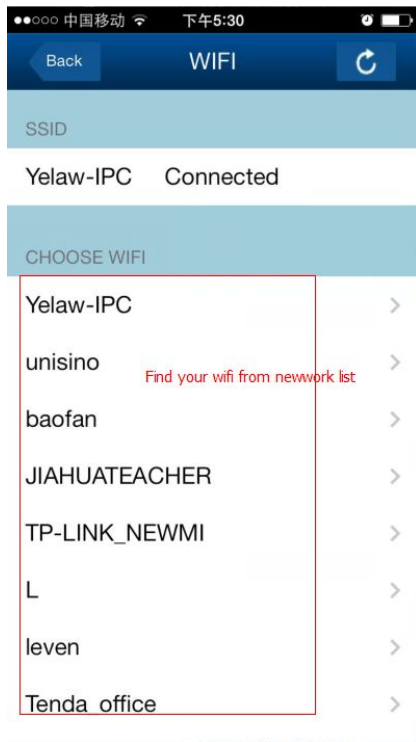 中国移动 下午5:30
Back WIFI
SSID
Yelaw-IPC Connected
CHOOSE WIFI
Yelaw-IPC
unisino
Find your wifi from newwork list
baofan
JIAHUATEACHER
TP-LINK_NEWMI
L
leven
Tenda_office